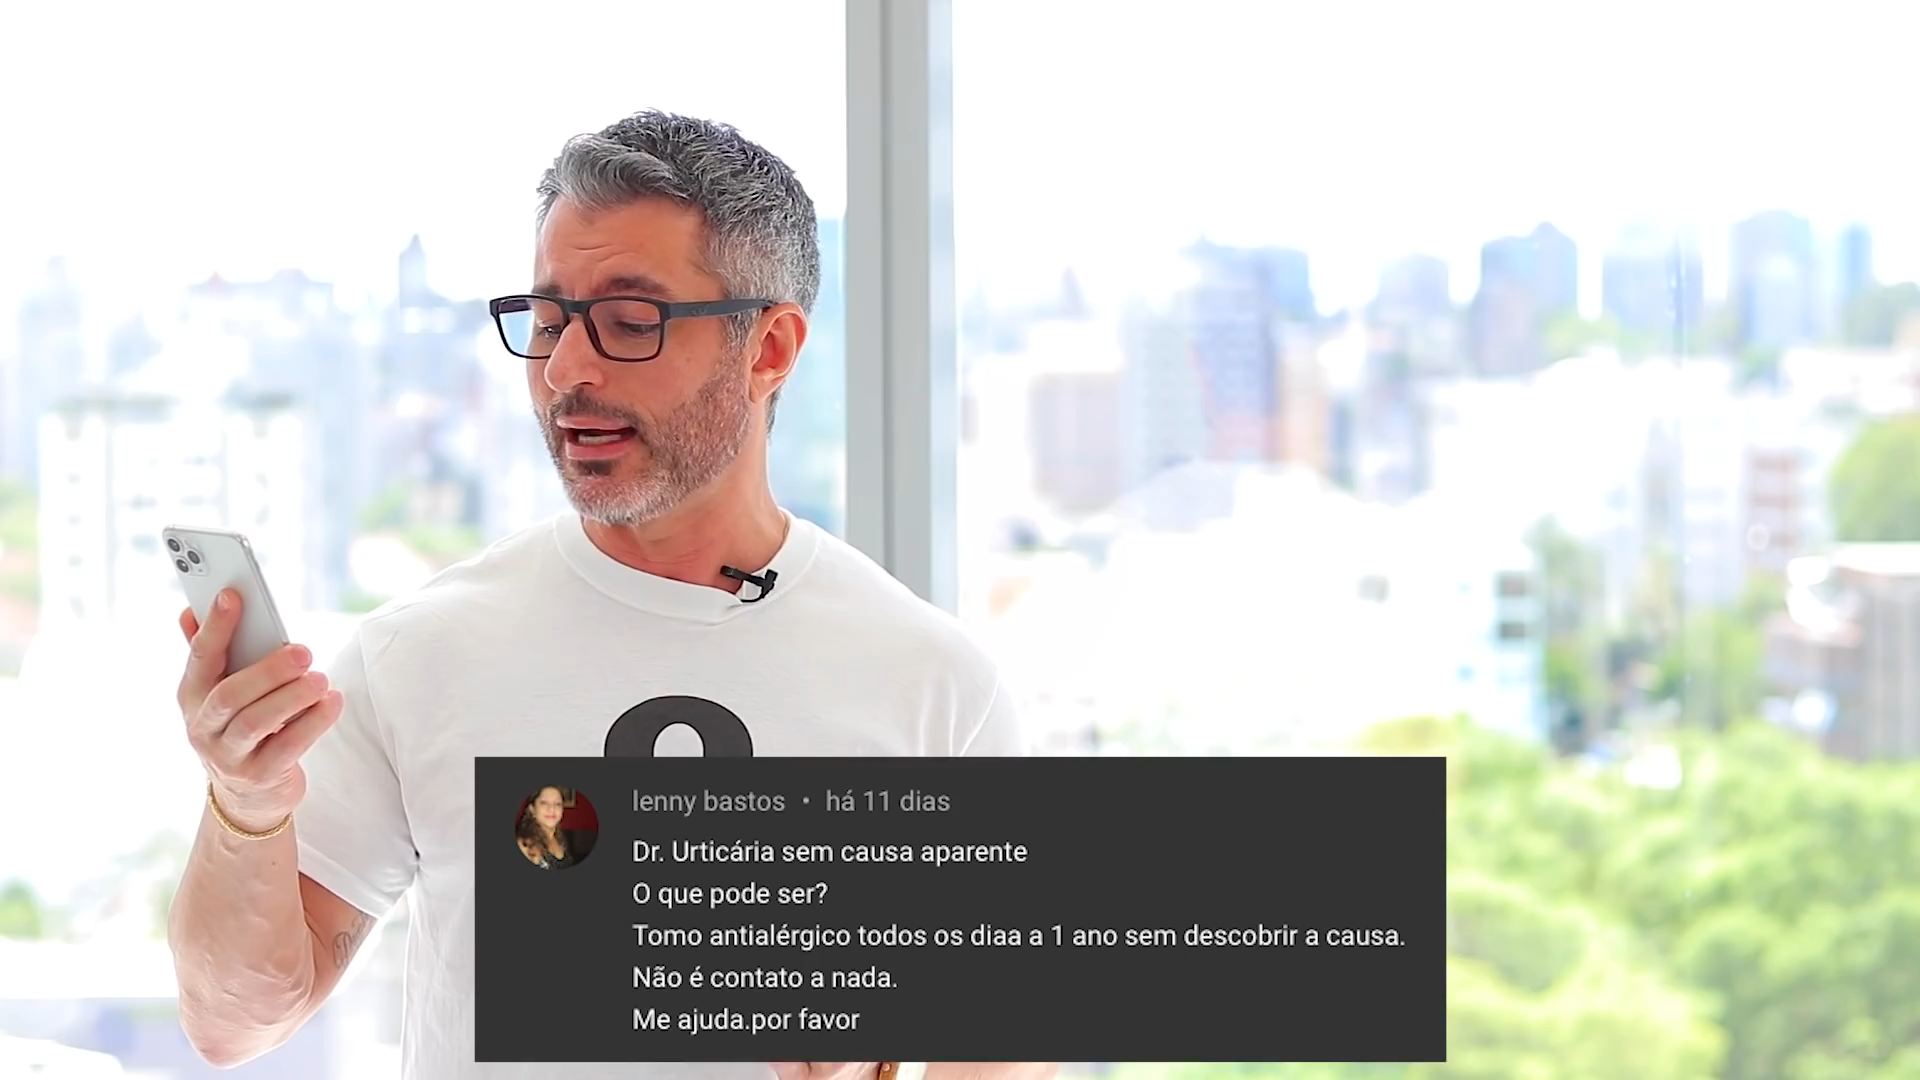 lenny bastos • há 11 dias
Dr. Urticária sem causa aparente
O que pode ser?
Tomo antialérgico todos os diaa a 1 ano sem descobrir a causa.
Não é contato a nada.
Me ajuda.por favor